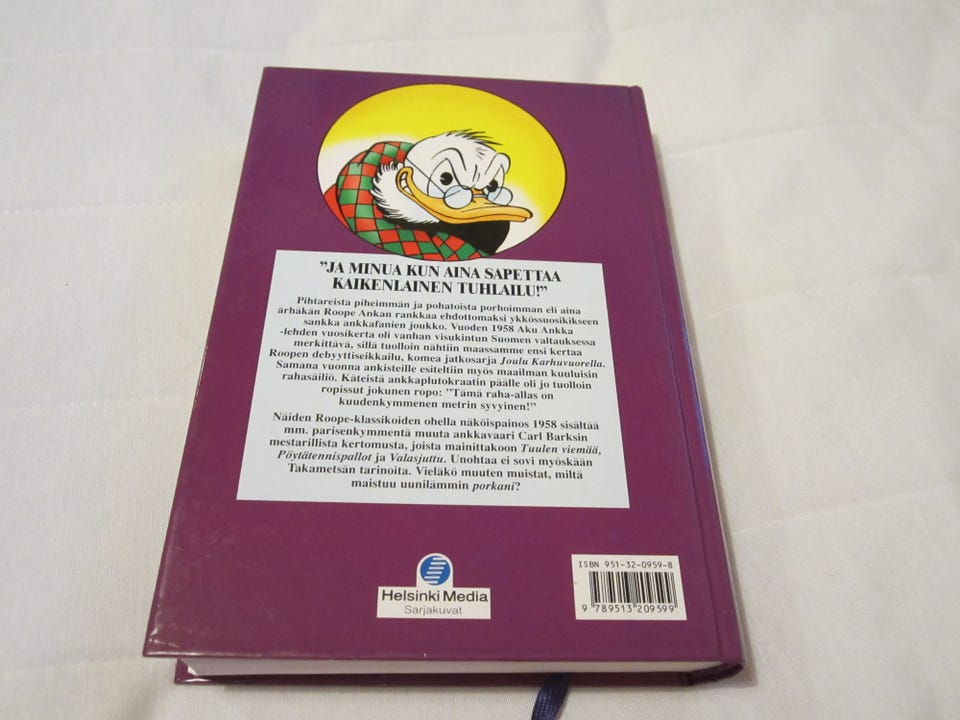 "JA MINUA KUN AINA SAPETTAA
KAIKENLAINEN TUHLAILU!"
Pihtareista piheimmän ja pohatoista porhoimman eli aina
ärhäkän Roope Ankan rankkaa ehdottomaksi ykkössuosikikseen
sankka ankkafanien joukko. Vuoden 1958 Aku Ankka
-lehden vuosikerta oli vanhan visukintun Suomen valtauksessa
merkittävä, sillä tuolloin nähtiin maassamme ensi kertaa
Roopen debyyttiseikkailu, komea jatkosarja Joulu Karhuvuorella.
Samana vuonna ankisteille esiteltiin myös maailman kuuluisin
rahasäiliö. Käteistä ankkaplutokraatin päälle oli jo tuolloin
ropissut jokunen ropo: "Tämä raha-allas on
kuudenkymmenen metrin syvyinen!"
Näiden Roope-klassikoiden ohella näköispainos 1958 sisältää
mm. parisenkymmentä muuta ankkavaari Carl Barksin
mestarillista kertomusta, joista mainittakoon Tuulen viemää,
Pöytätennispallot ja Valasjuttu. Unohtaa ei sovi myöskään
Takametsän tarinoita. Vieläkö muuten muistat, miltä
maistuu uunilämmin porkani?
Helsinki Media
Sarjakuvat
ISBN 951-32-0959-8
9 789513 209599